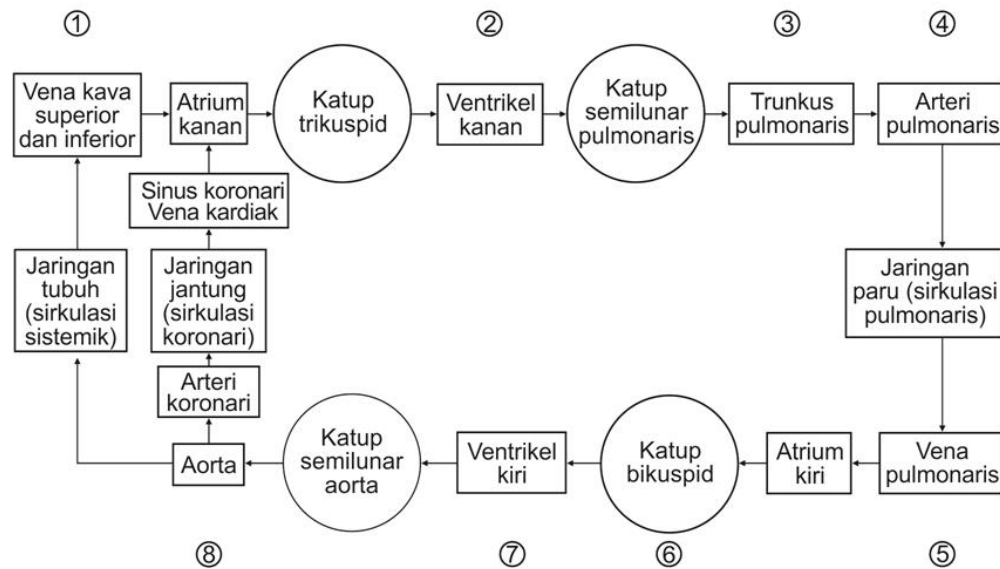 ①
②
③
④
Vena kava
superior
dan inferior
Atrium
kanan
Katup
trikuspid
Ventrikel
kanan
Katup
semilunar
pulmonaris
Trunkus
pulmonaris
Arteri
pulmonaris
Sinus koronari
Vena kardiak
Jaringan
tubuh
(sirkulasi
sistemik)
Jaringan
jantung
(sirkulasi
koronari)
Jaringan
paru (sirkulasi
pulmonaris)
Arteri
koronari
Aorta
Katup
semilunar
aorta
Ventrikel
kiri
Katup
bikuspid
Atrium
kiri
Vena
pulmonaris
⑧
⑦
⑥
⑤